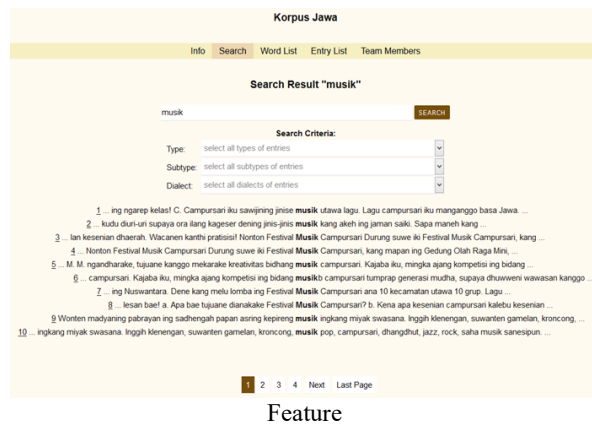 Korpus Jawa
Info Search Word List Entry List Team Members
Search Result "musik"
musik SEARCH
Search Criteria:
Type: select all types of entries
Subtype: select all subtypes of entries
Dialect: select all dialects of entries
1 ... ing ngarep kelas! C. Campursari iku sawijining jinise musik utawa lagu. Lagu campursari iku manganggo basa Jawa. ...
2 ... kudu diuri-uri supaya ora ilang kageser dening jinis-jinis musik kang akeh ing jaman saiki. Sapa maneh kang ...
3 ... lan kesenian dhaerah. Wacanen kanthi pratisisi! Nonton Festival Musik Campursari Durung suwe iki Festival Musik Campursari, kang ...
4 ... Nonton Festival Musik Campursari Durung suwe iki Festival Musik Campursari, kang mapan ing Gedung Olah Raga Mini, ...
5 ... M. M. ngandharake, tujuane kanggo mekarake kreativitas bidhang musik campursari. Kajaba iku, mingka ajang kompetisi ing bidang ...
6 ... campursari. Kajaba iku, mingka ajang kompetisi ing bidang musikb campursari tumprap generasi mudha, supaya dhuwweni wawasan kanggo ...
7 ... ing Nuswantara. Dene kang melu lomba ing Festival Musik Campursari ana 10 kecamatan utawa 10 grup. Lagu ...
8 ... lesan bae! a. Apa bae tujuane dianakake Festival Musik Campursari? b. Kena apa kesenian campursari kalebu kesenian ...
9 Wonten madyaning pabrayan ing sadhengah papan asring kepireng musik ingkang miyak swasana. Inggih klenengan, suwanten gamelan, kroncong, ...
10 ... ingkang miyak swasana. Inggih klenengan, suwanten gamelan, kroncong, musik pop, campursari, dhangdhut, jazz, rock, saha musik sanesipun. ...
1 2 3 4 Next Last Page
Feature